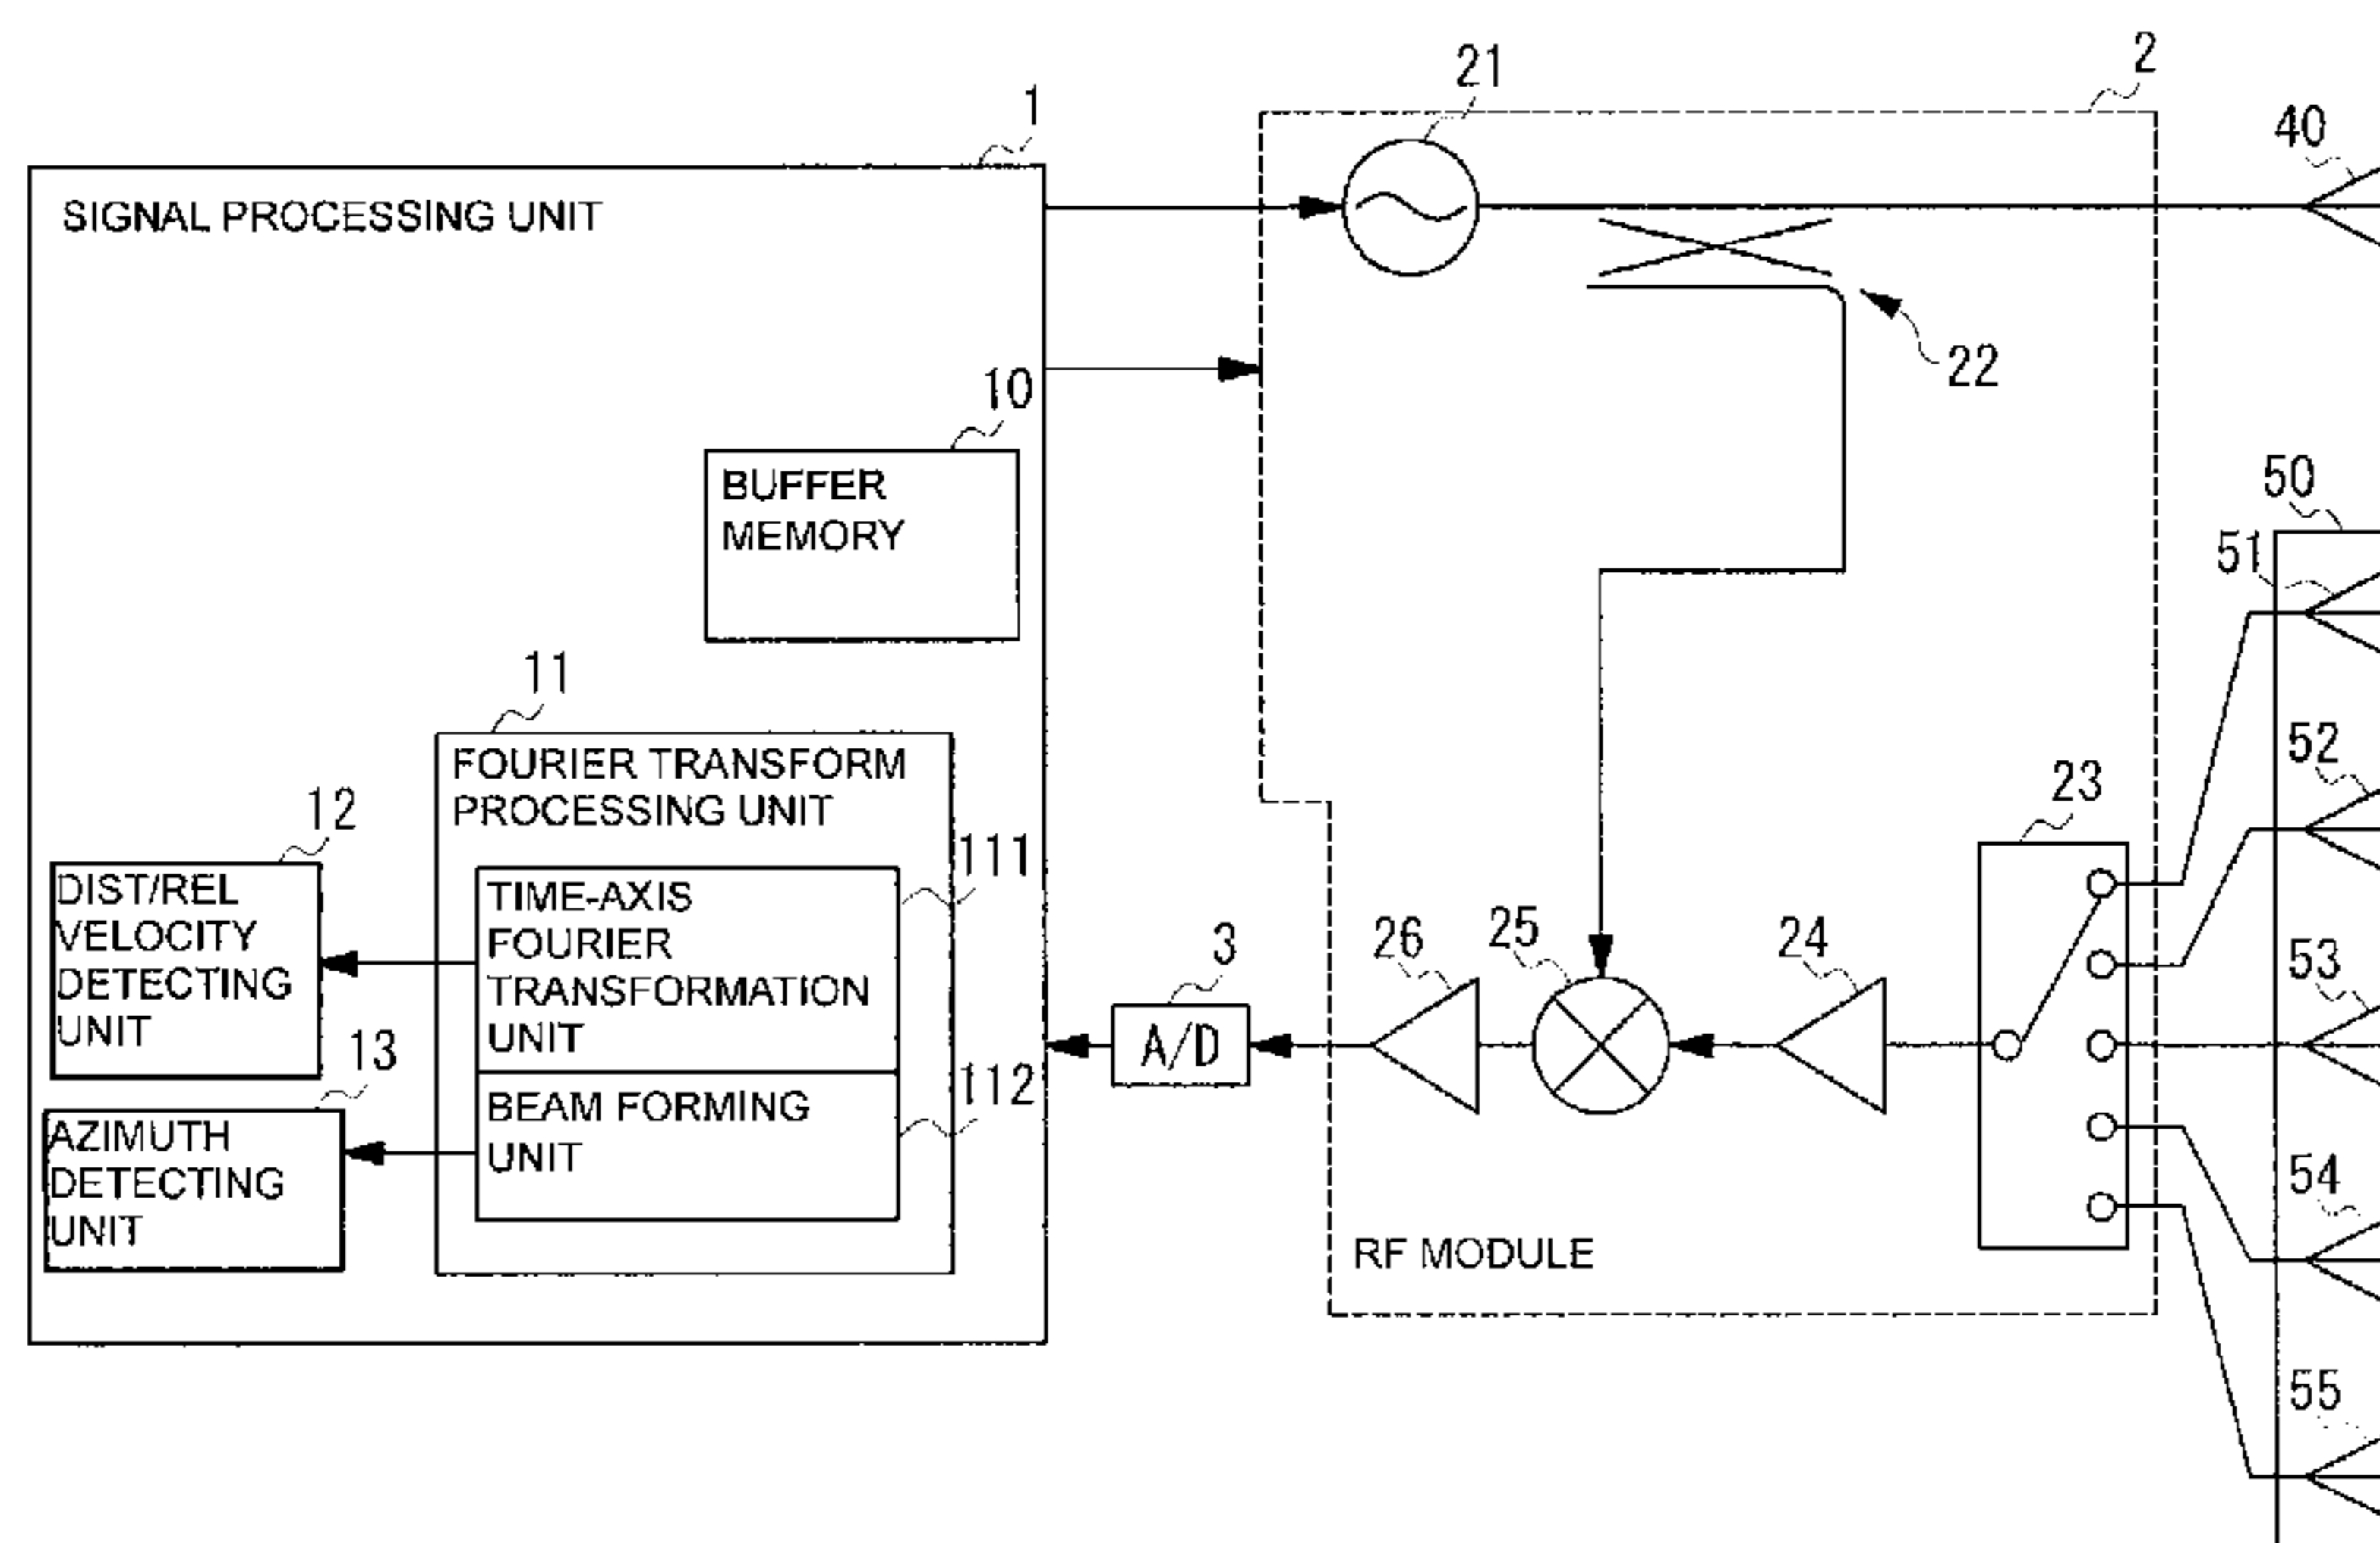 21
2
1
40
SIGNAL PROCESSING UNIT
22
10
BUFFER
MEMORY
50
51
11
FOURIER TRANSFORM
PROCESSING UNIT
52
23
12
111
DIST/REL
VELOCITY
DETECTING
UNIT
TIME-AXIS
FOURIER
TRANSFORMATION
UNIT
3
A/D
26
25
24
53
13
112
AZIMUTH
DETECTING
UNIT
BEAM FORMING
UNIT
RF MODULE
54
55